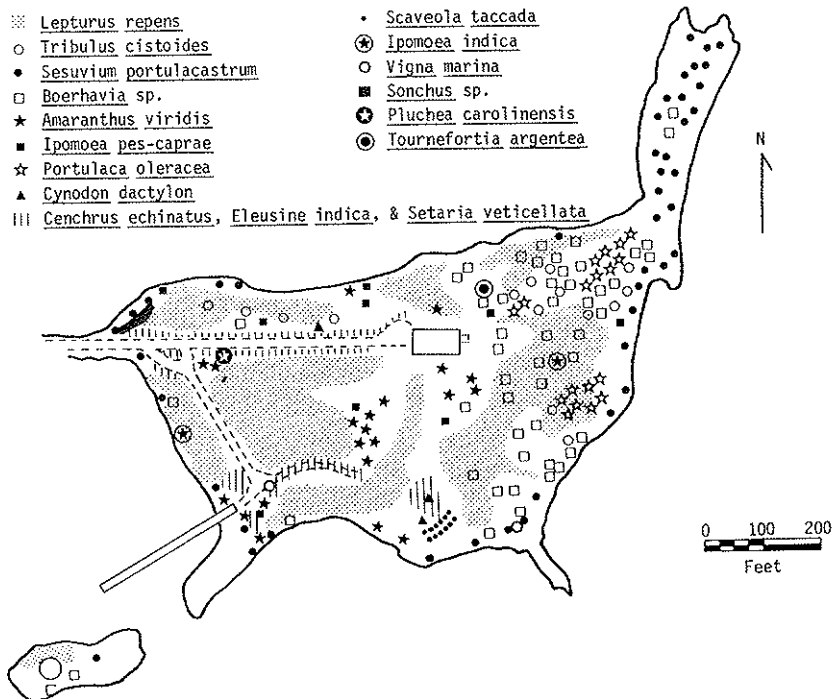 Lepturus repens
Tribulus cistoides
Sesuvium portulacastrum
Boerhavia sp.
Amaranthus viridis
Ipomoea pes-caprae
Portulaca oleracea
Cynodon dactylon
Cenchrus echinatus, Eleusine indica, & Setaria veticellata
Scaveola taccada
Ipomoea indica
Vigna marina
Sonchus sp.
Pluchea carolinensis
Tournefortia argentea
N
0 100 200
Feet